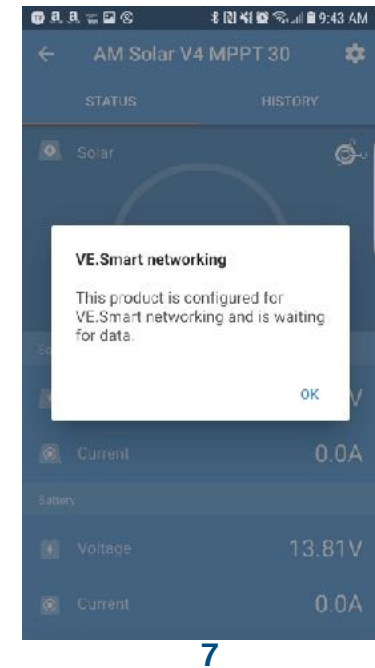 9:43 AM
AM Solar V4 MPPT 30
STATUS HISTORY
Solar
VE.Smart networking
This product is configured for
VE.Smart networking and is waiting
for data.
OK
V
Current 0.0A
Battery
Voltage 13.81V
Current 0.0A
7